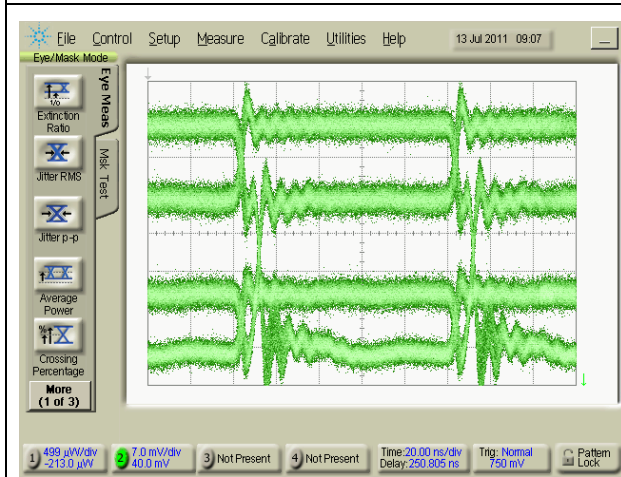 File Control Setup Measure Calibrate Utilities Help 13 Jul 2011 09:07
Eye/Mask Mode
Eye Meas
Msk Test
1/0
Extinction
Ratio
Jitter RMS
Jitter p-p
Average
Power
%
Crossing
Percentage
More
(1 of 3)
1) 499 µW/div
-213.0 µW
2) 7.0 mV/div
40.0 mV
3) Not Present
4) Not Present
Time:20.00 ns/div
Delay:250.805 ns
Trig: Normal
750 mV
Pattern
Lock